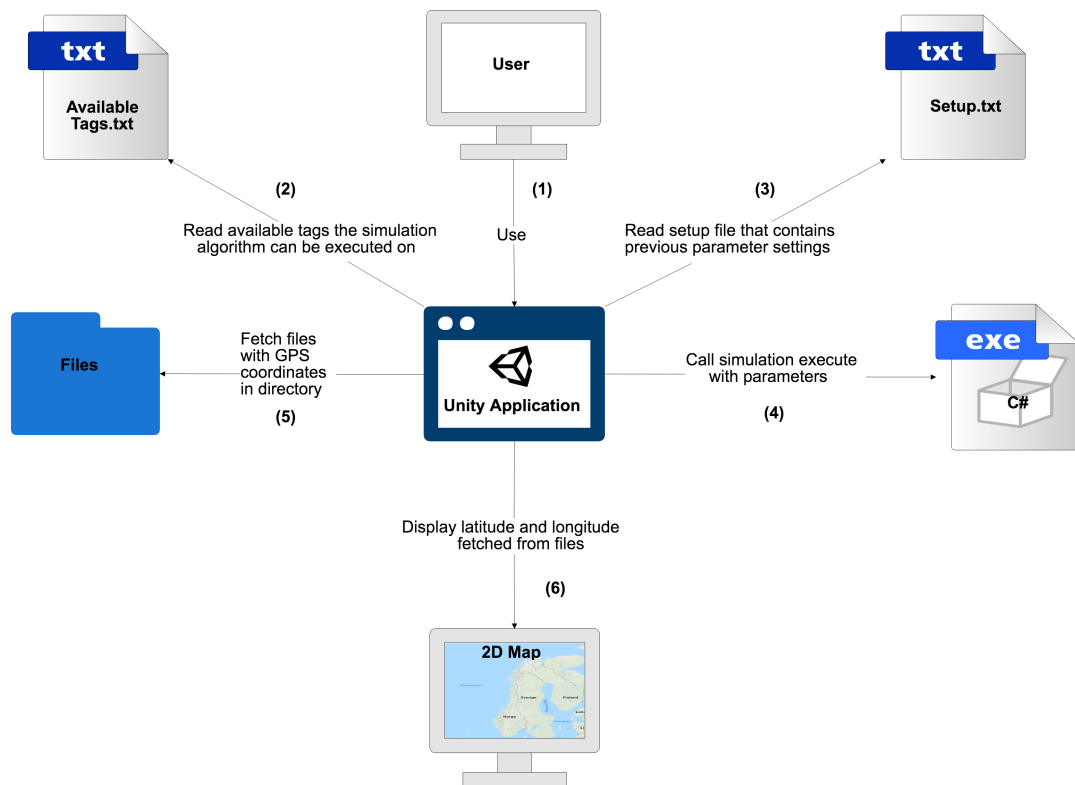 txt
Available
Tags.txt
User
txt
Setup.txt
(2)
(1)
(3)
Read available tags the simulation
algorithm can be executed on
Use
Read setup file that contains
previous parameter settings
Files
Fetch files
with GPS
coordinates
in directory
(5)
Unity Application
Call simulation execute
with parameters
(4)
exe
C#
Display latitude and longitude
fetched from files
(6)
2D Map
Sverige
Finland
Norge